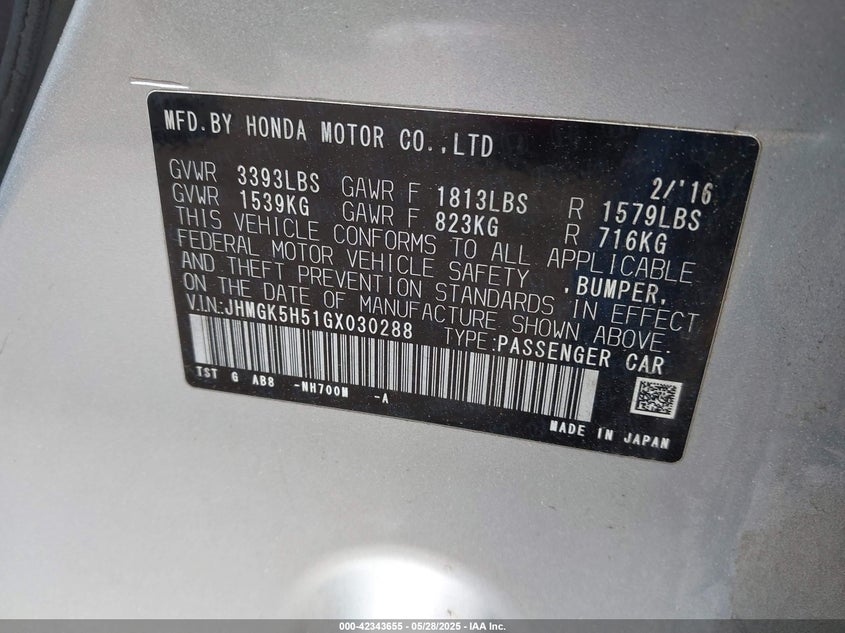 MFD.BY HONDA MOTOR CO.,LTD
2/'16
GVWR 3393LBS GAWR F 1813LBS R 1579LBS
GVWR 1539KG GAWR F 823KG R 716KG
THIS VEHICLE CONFORMS TO ALL APPLICABLE
FEDERAL MOTOR VEHICLE SAFETY ,BUMPER,
AND THEFT PREVENTION STANDARDS IN EFFECT
ON THE DATE OF MANUFACTURE SHOWN ABOVE.
V.I.N:JHMGK5H51GX030288 TYPE:PASSENGER CAR
TST G AB8 -NH700M -A
MADE IN JAPAN
000-42343655 - 05/28/2025 - IAA Inc.